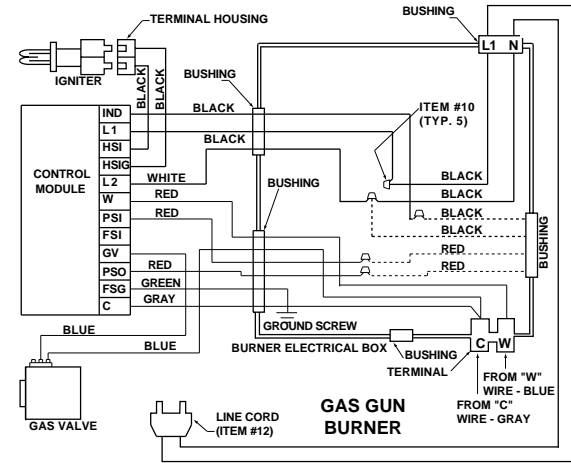 TERMINAL HOUSING
BUSHING
L1 N
IGNITER
BLACK
BLACK
BUSHING
ITEM #10
(TYP. 5)
CONTROL
MODULE
IND
L1
HSI
HSIG
L2
W
PSI
FSI
GV
PSO
FSG
C
BLACK
BLACK
WHITE
RED
RED
RED
GREEN
GRAY
BUSHING
BLACK
BLACK
BLACK
BLACK
RED
RED
BUSHING
BLUE
BLUE
GROUND SCREW
BURNER ELECTRICAL BOX
BUSHING
TERMINAL
C W
FROM "W"
WIRE - BLUE
FROM "C"
WIRE - GRAY
GAS VALVE
LINE CORD
(ITEM #12)
GAS GUN
BURNER